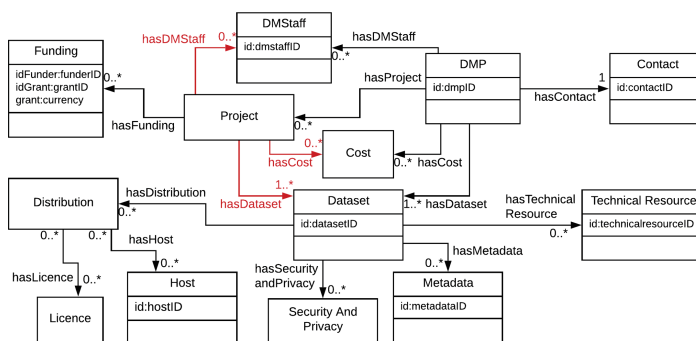 DMStaff
id:dmstaffID
hasDMStaff
0..*
hasDMStaff
0..*
Funding
idFunder:funderID
idGrant:grantID
grant:currency
0..*
hasFunding
DMP
id:dmpID
Contact
id:contactID
1
hasContact
hasProject
0..*
Project
0..*
hasCost
Cost
0..*
hasCost
1..*
hasDataset
1..*
hasDataset
Distribution
hasDistribution
0..*
Dataset
id:datasetID
hasTechnical
Resource
0..*
Technical Resource
id:technicalresourceID
0..*
0..*
hasHost
0..*
hasLicence
0..*
hasSecurity
andPrivacy
0..*
hasMetadata
0..*
Licence
Host
id:hostID
Security And
Privacy
Metadata
id:metadataID